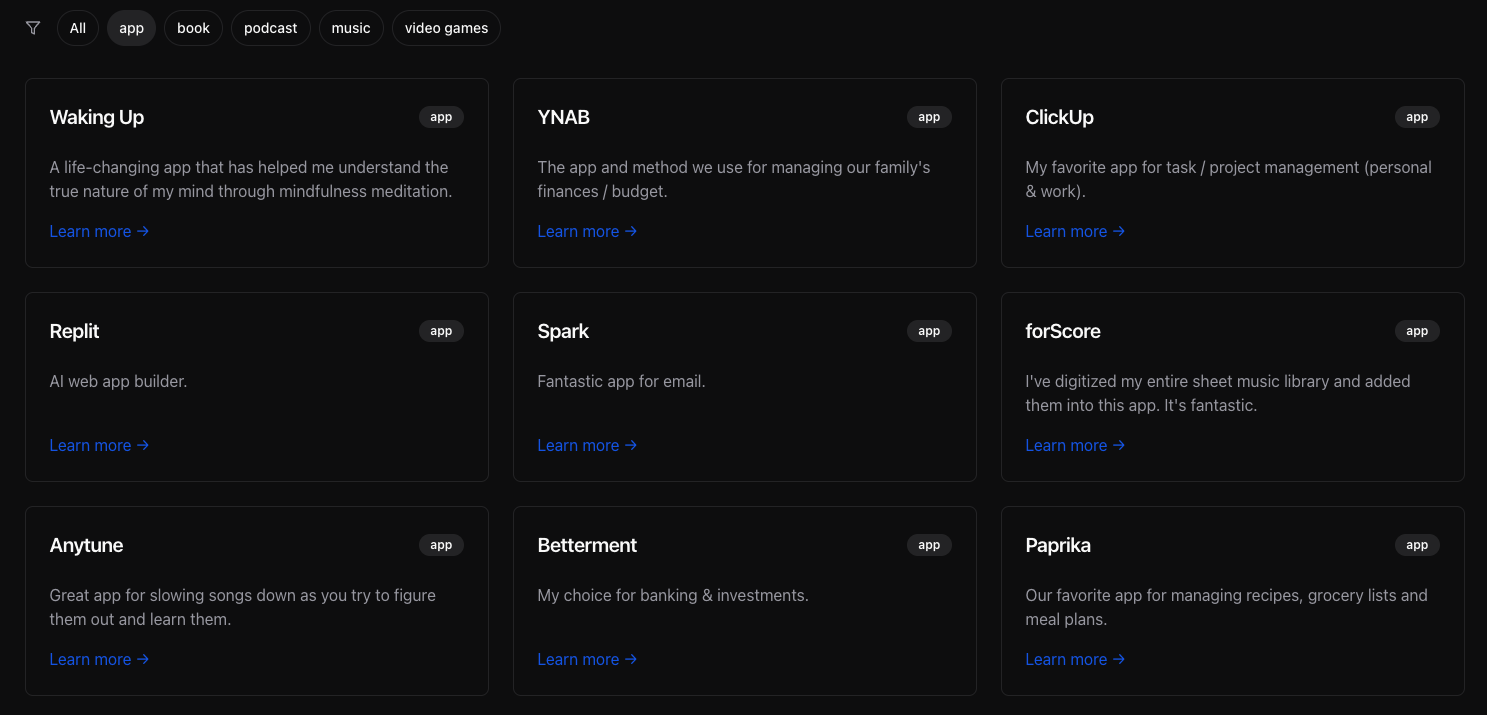 All
app
book
podcast
music
video games
Waking Up
app
A life-changing app that has helped me understand the
true nature of my mind through mindfulness meditation.
Learn more →
YNAB
app
The app and method we use for managing our family's
finances / budget.
Learn more →
ClickUp
app
My favorite app for task / project management (personal
& work).
Learn more →
Replit
app
AI web app builder.
Learn more →
Spark
app
Fantastic app for email.
Learn more →
forScore
app
I've digitized my entire sheet music library and added
them into this app. It's fantastic.
Learn more →
Anytune
app
Great app for slowing songs down as you try to figure
them out and learn them.
Learn more →
Betterment
app
My choice for banking & investments.
Learn more →
Paprika
app
Our favorite app for managing recipes, grocery lists and
meal plans.
Learn more →